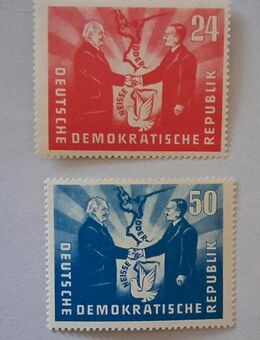 24
ODER
NEISSE
DEUTSCHE DEMOKRATISCHE REPUBLIK
50
ODER
NEISSE
DEUTSCHE DEMOKRATISCHE REPUBLIK